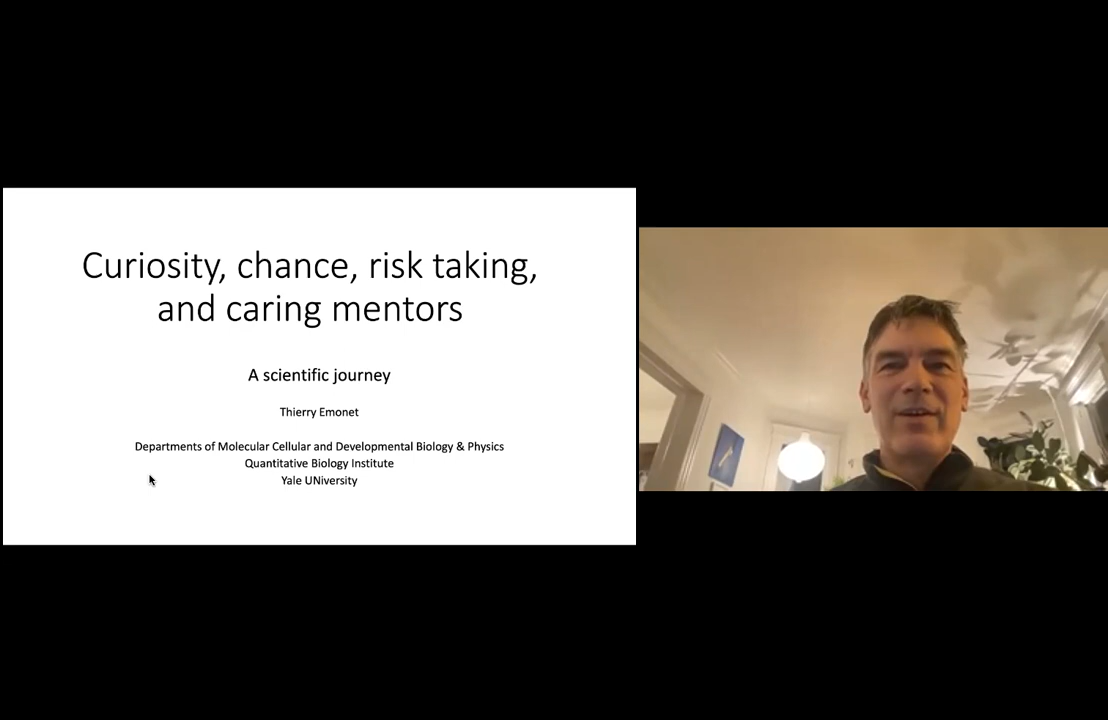 Curiosity, chance, risk taking,
and caring mentors
A scientific journey
Thierry Emonet
Departments of Molecular Cellular and Developmental Biology & Physics
Quantitative Biology Institute
Yale UNiversity